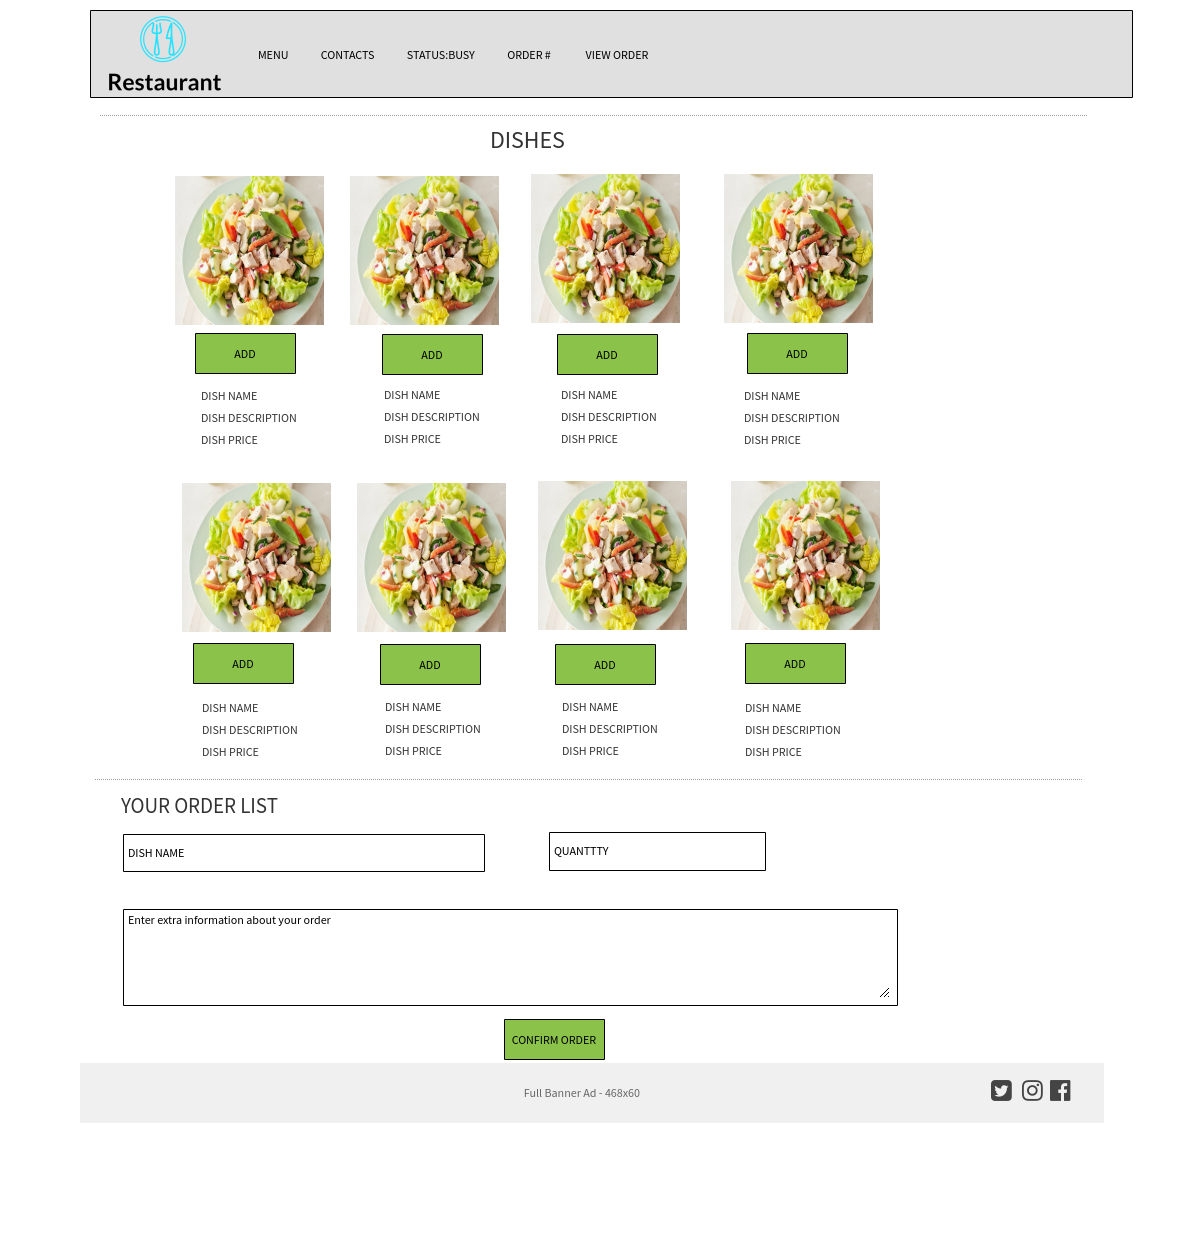 Restaurant
MENU CONTACTS STATUS:BUSY ORDER # VIEW ORDER
DISHES
ADD ADD ADD ADD
DISH NAME DISH NAME DISH NAME DISH NAME
DISH DESCRIPTION DISH DESCRIPTION DISH DESCRIPTION DISH DESCRIPTION
DISH PRICE DISH PRICE DISH PRICE DISH PRICE
ADD ADD ADD ADD
DISH NAME DISH NAME DISH NAME DISH NAME
DISH DESCRIPTION DISH DESCRIPTION DISH DESCRIPTION DISH DESCRIPTION
DISH PRICE DISH PRICE DISH PRICE DISH PRICE
YOUR ORDER LIST
DISH NAME QUANTTTY
Enter extra information about your order
CONFIRM ORDER
Full Banner Ad - 468x60